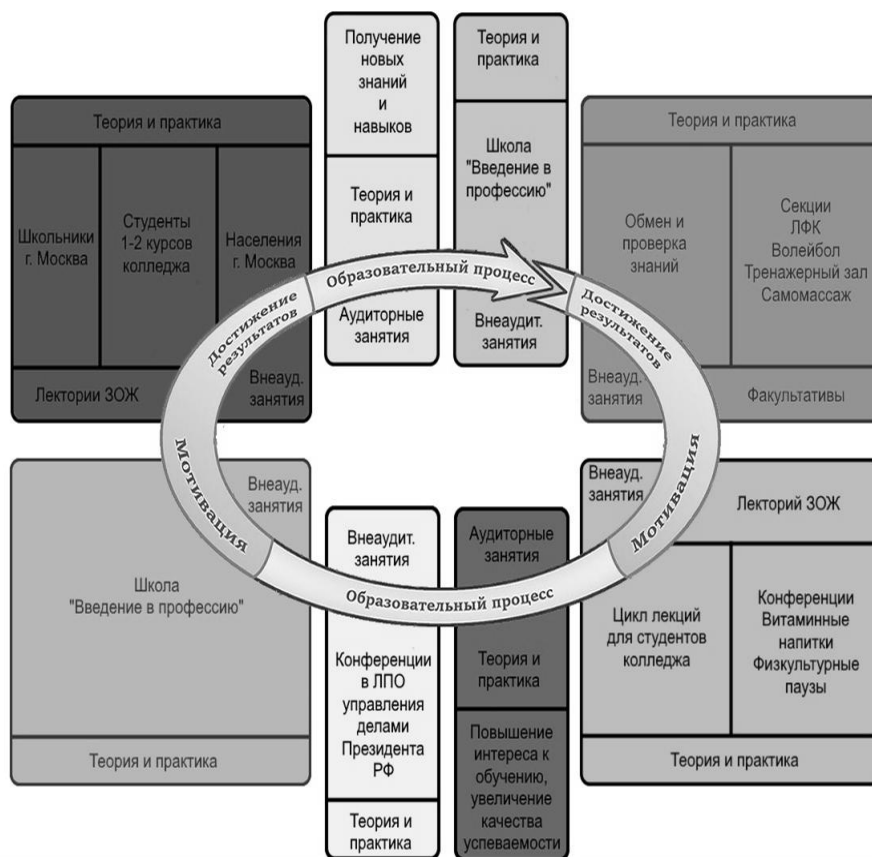 Теория и практика
Школьники
г. Москва
Студенты
1-2 курсов
колледжа
Населения
г. Москва
Лектории ЗОЖ
Внеауд.
занятия
Получение
новых
знаний
и
навыков
Теория и
практика
Аудиторные
занятия
Теория и
практика
Школа
"Введение в
профессию"
Внеаудит.
занятия
Теория и практика
Обмен и
проверка
знаний
Секции
ЛФК
Волейбол
Тренажерный зал
Самомассаж
Внеауд.
занятия
Факультативы
Достижение
результатов
Образовательный процесс
Достижение
результатов
Мотивация
Мотивация
Образовательный процесс
Внеауд.
занятия
Школа
"Введение в профессию"
Теория и практика
Внеаудит.
занятия
Конференции
в ЛПО
управления
делами
Президента
РФ
Теория и
практика
Аудиторные
занятия
Теория и
практика
Повышение
интереса к
обучению,
увеличение
качества
успеваемости
Внеауд.
занятия
Лекторий ЗОЖ
Цикл лекций
для студентов
колледжа
Конференции
Витаминные
напитки
Физкультурные
паузы
Теория и практика